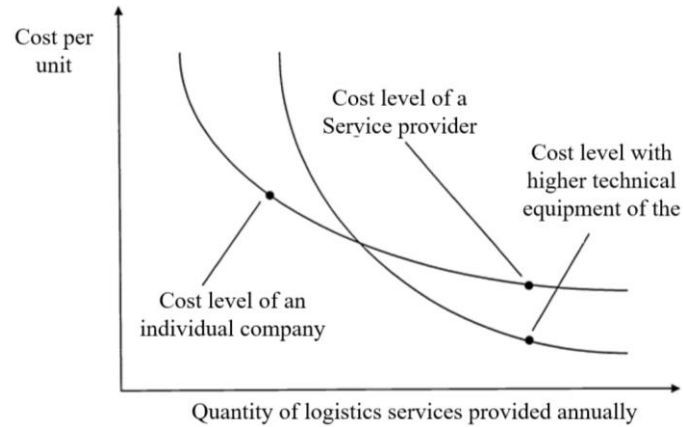 Cost per
unit
Cost level of a
Service provider
Cost level with
higher technical
equipment of the
Cost level of an
individual company
Quantity of logistics services provided annually